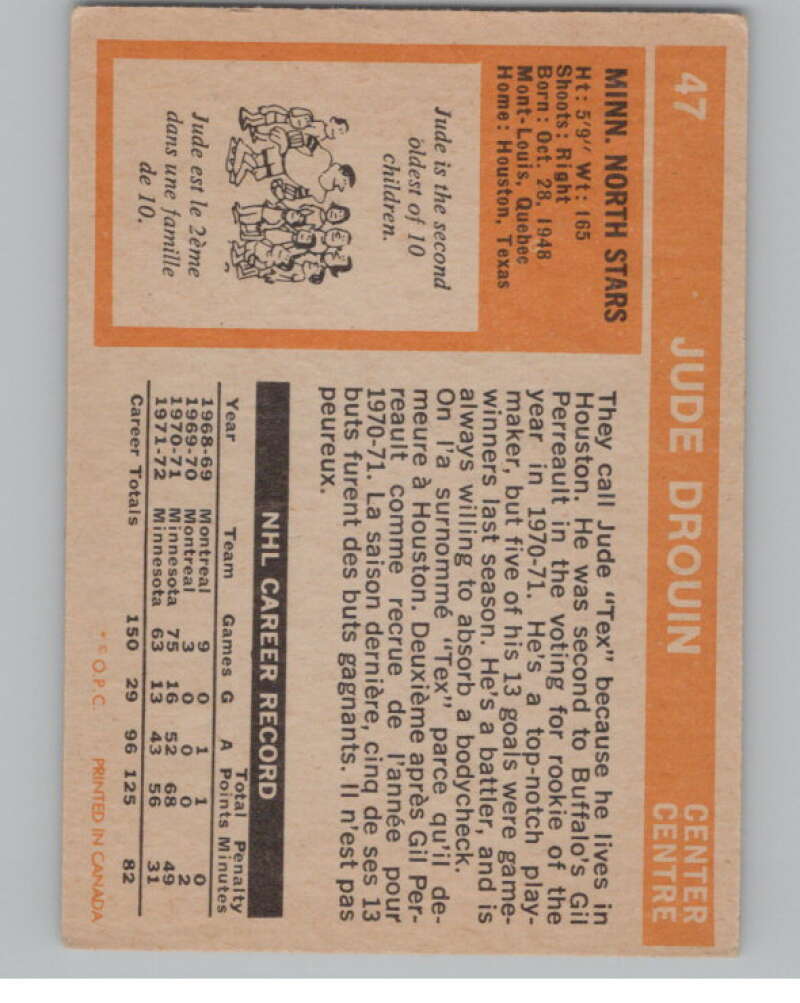 47 JUDE DROUIN CENTER
CENTRE
MINN. NORTH STARS
Ht: 5'9" Wt: 165
Shoots: Right
Born: Oct. 28, 1948
Mont-Louis, Quebec
Home: Houston, Texas
Jude is the second
oldest of 10
children.
Jude est le 2ème
dans une famille
de 10.
They call Jude "Tex" because he lives in
Houston. He was second to Buffalo's Gil
Perreault in the voting for rookie of the
year in 1970-71. He's a top-notch play-
maker, but five of his 13 goals were game-
winners last season. He's a battler, and is
always willing to absorb a bodycheck.
On l'a surnommé "Tex" parce qu'il de-
meure à Houston. Deuxième après Gil Per-
reault comme recrue de l'année pour
1970-71. La saison dernière, cinq de ses 13
buts furent des buts gagnants. Il n'est pas
peureux.
NHL CAREER RECORD
Total Penalty
Year Team Games G A Points Minutes
1968-69 Montreal 9 0 1 1 0
1969-70 Montreal 3 0 0 0 2
1970-71 Minnesota 75 16 52 68 49
1971-72 Minnesota 63 13 43 56 31
Career Totals 150 29 96 125 82
* © O.P.C. PRINTED IN CANADA